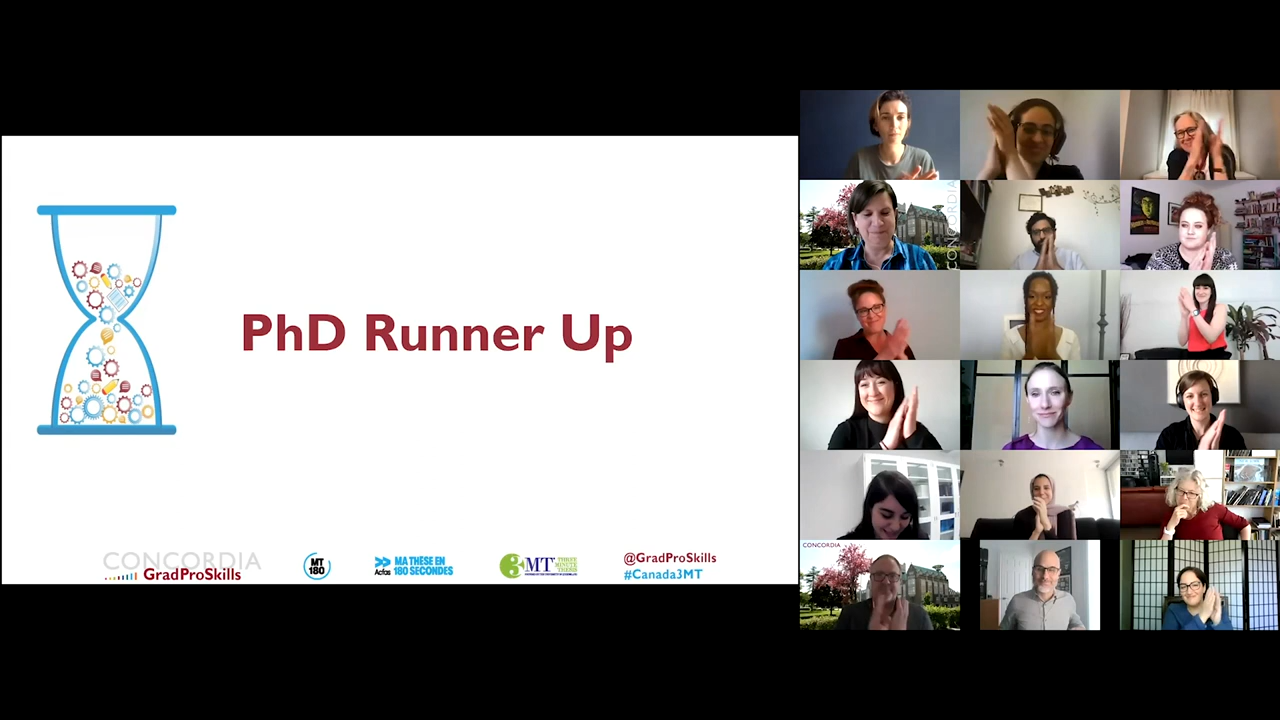 PhD Runner Up
CONCORDIA
GradProSkills
MT
180
Acfas
MA THÈSE EN
180 SECONDES
3MT
THREE
MINUTE
THESIS
@GradProSkills
#Canada3MT
CONCORDIA
CONCORDIA